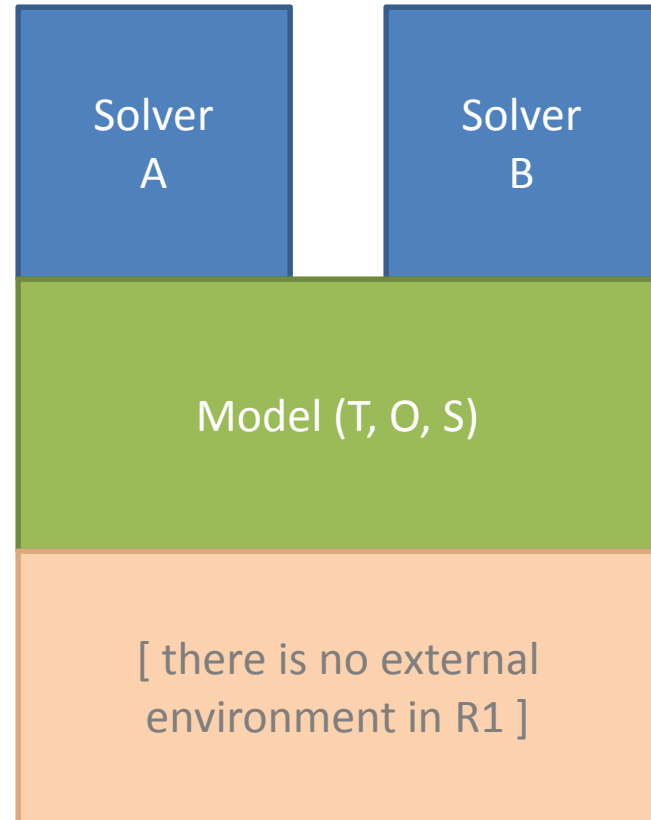 Solver
A
Solver
B
Model (T, O, S)
[ there is no external
environment in R1 ]